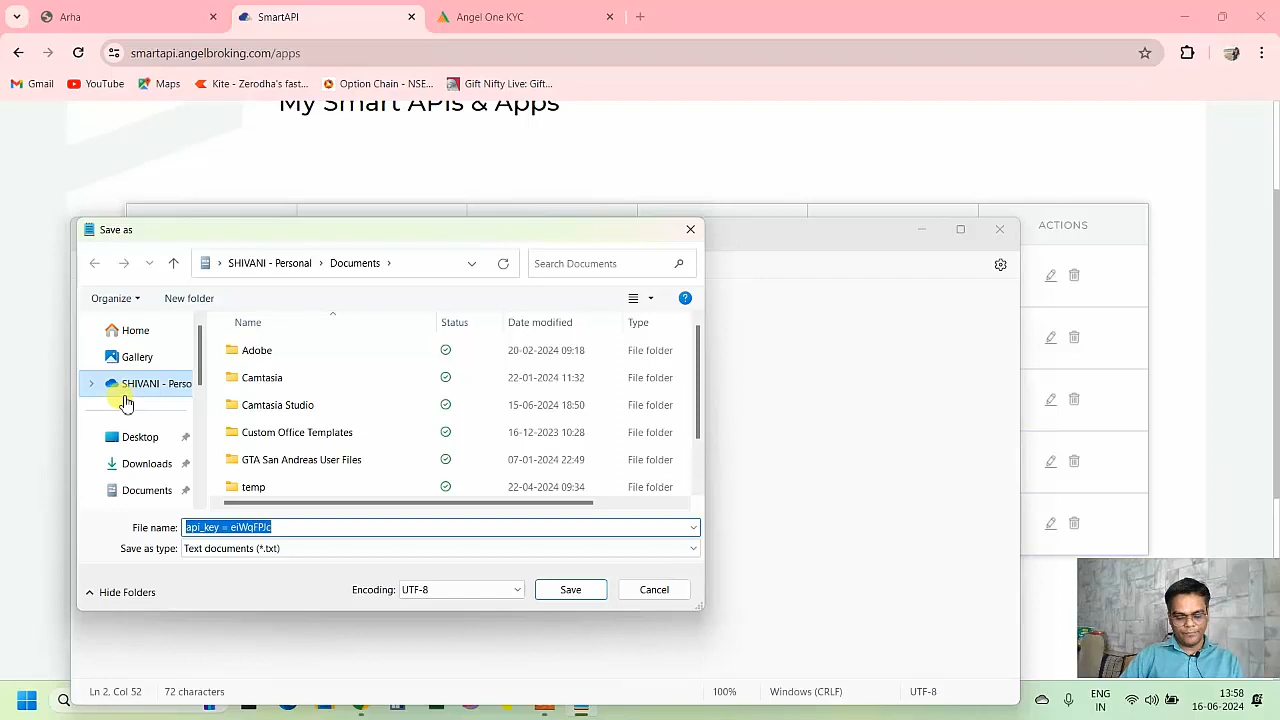 Arha
SmartAPI
Angel One KYC
smartapi.angelbroking.com/apps
Gmail
YouTube
Maps
Kite - Zerodha's fast...
Option Chain - NSE...
Gift Nifty Live: Gift...
My Smart APIs & Apps
ACTIONS
Save as
SHIVANI - Personal > Documents >
Search Documents
Organize
New folder
Home
Gallery
SHIVANI - Perso
Desktop
Downloads
Documents
Name Status Date modified Type
Adobe 20-02-2024 09:18 File folder
Camtasia 22-01-2024 11:32 File folder
Camtasia Studio 15-06-2024 18:50 File folder
Custom Office Templates 16-12-2023 10:28 File folder
GTA San Andreas User Files 07-01-2024 22:49 File folder
temp 22-04-2024 09:34 File folder
File name: api_key = eiWqFPJc
Save as type: Text documents (*.txt)
Hide Folders
Encoding: UTF-8
Save
Cancel
Ln 2, Col 52
72 characters
100%
Windows (CRLF)
UTF-8
ENG
IN
13:58
16-06-2024